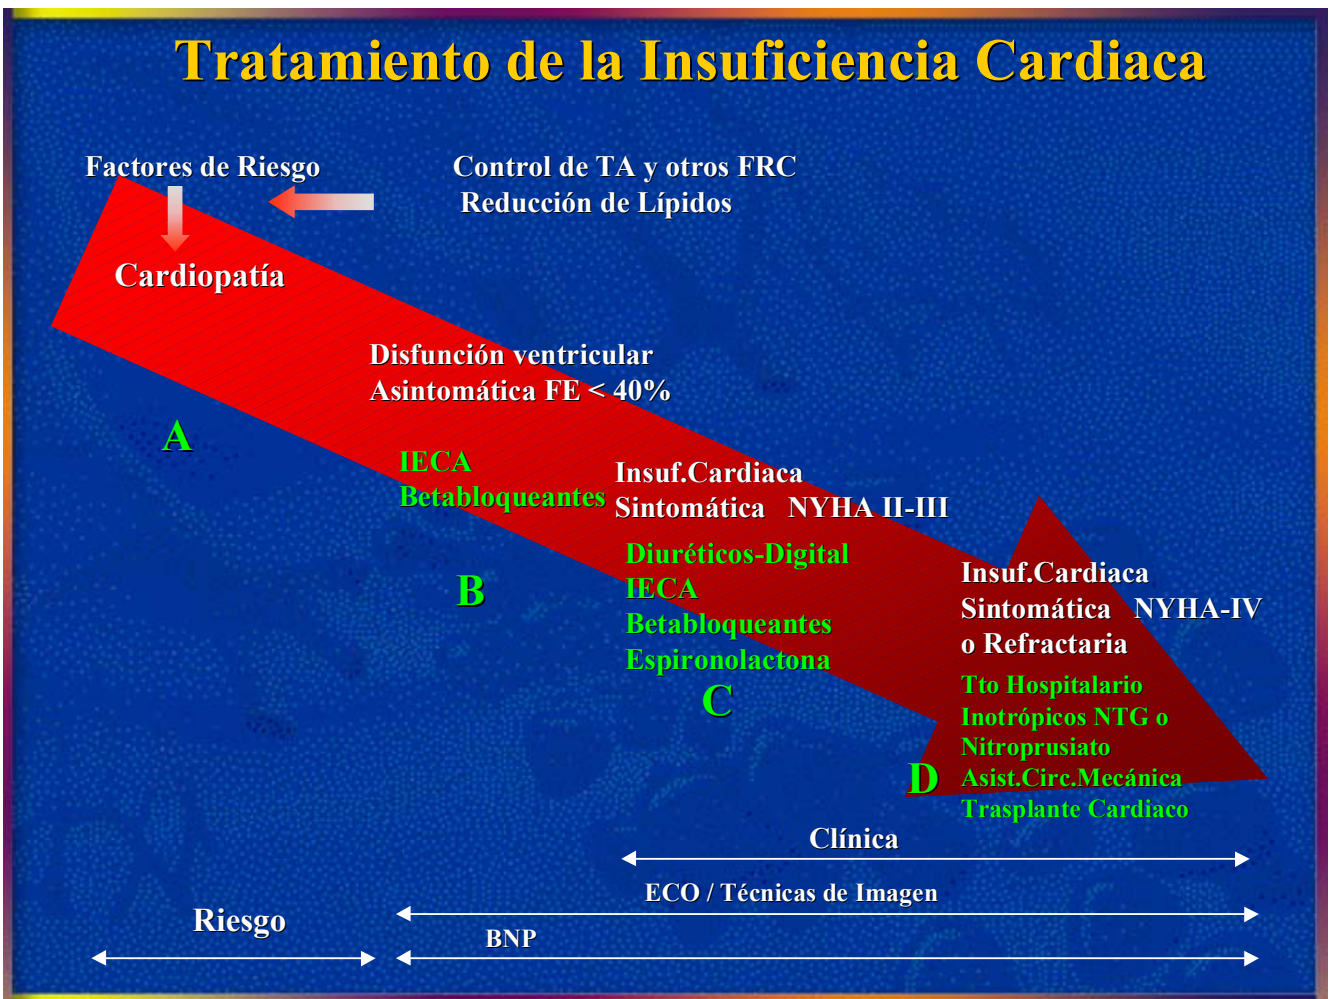 Tratamiento de la Insuficiencia Cardiaca
Factores de Riesgo
Control de TA y otros FRC
Reducción de Lípidos
Cardiopatía
Disfunción ventricular
Asintomática FE < 40%
A
IECA
Betabloqueantes
B
Insuf.Cardiaca
Sintomática NYHA II-III
Diuréticos-Digital
IECA
Betabloqueantes
Espironolactona
C
Insuf.Cardiaca
Sintomática NYHA-IV
o Refractaria
Tto Hospitalario
Inotrópicos NTG o
Nitroprusiato
Asist.Circ.Mecánica
Trasplante Cardiaco
D
Clínica
ECO / Técnicas de Imagen
Riesgo
BNP